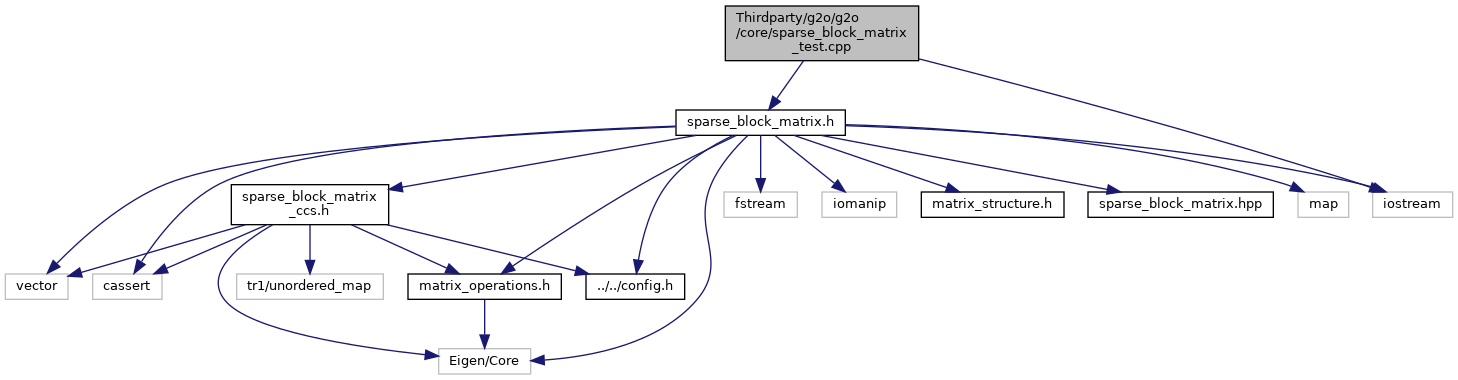 Thirdparty/g2o/g2o
/core/sparse_block_matrix
_test.cpp
sparse_block_matrix.h
sparse_block_matrix
_ccs.h
fstream
iomanip
matrix_structure.h
sparse_block_matrix.hpp
map
iostream
vector
cassert
tr1/unordered_map
matrix_operations.h
../../config.h
Eigen/Core